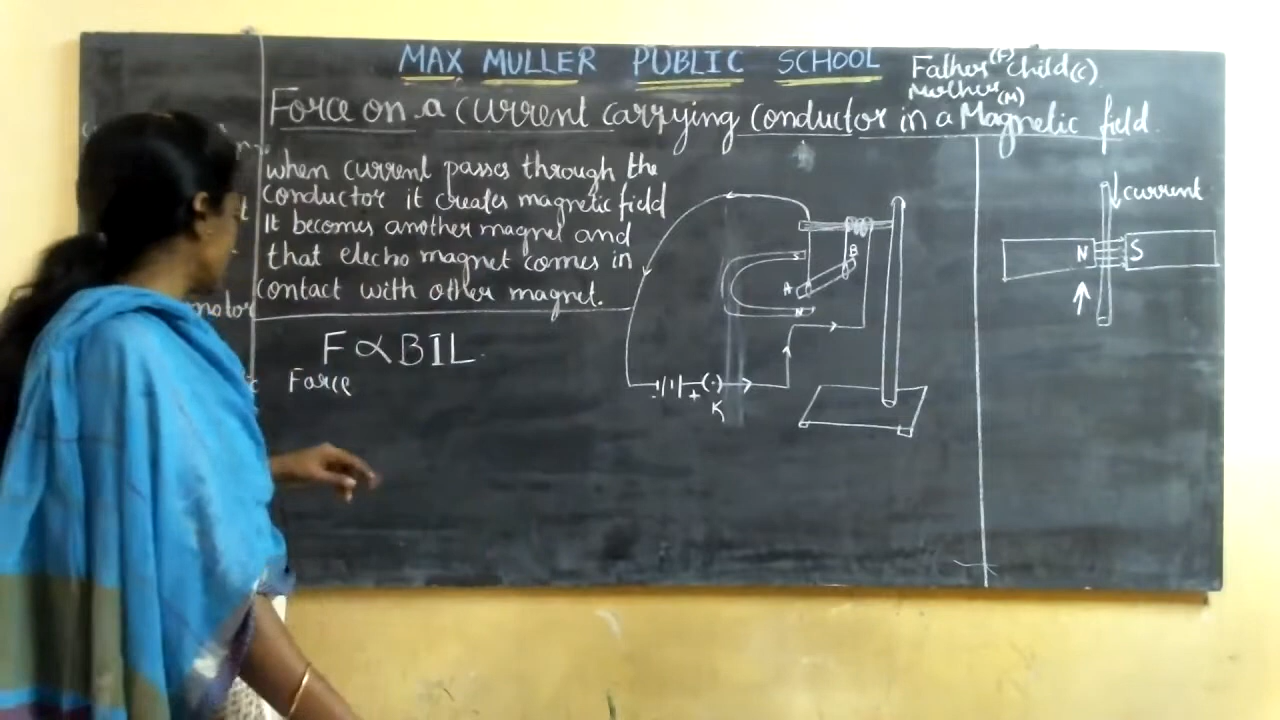 MAX MULLER PUBLIC SCHOOL
Father (F) Child (C)
Mother (M)
Force on a current carrying conductor in a Magnetic field.
when current passes through the
conductor it creates magnetic field
It becomes another magnet and
that electro magnet comes in
contact with other magnet.
motor
F ∝ BIL
Force
S
B
A
N
- +
K
current
N S